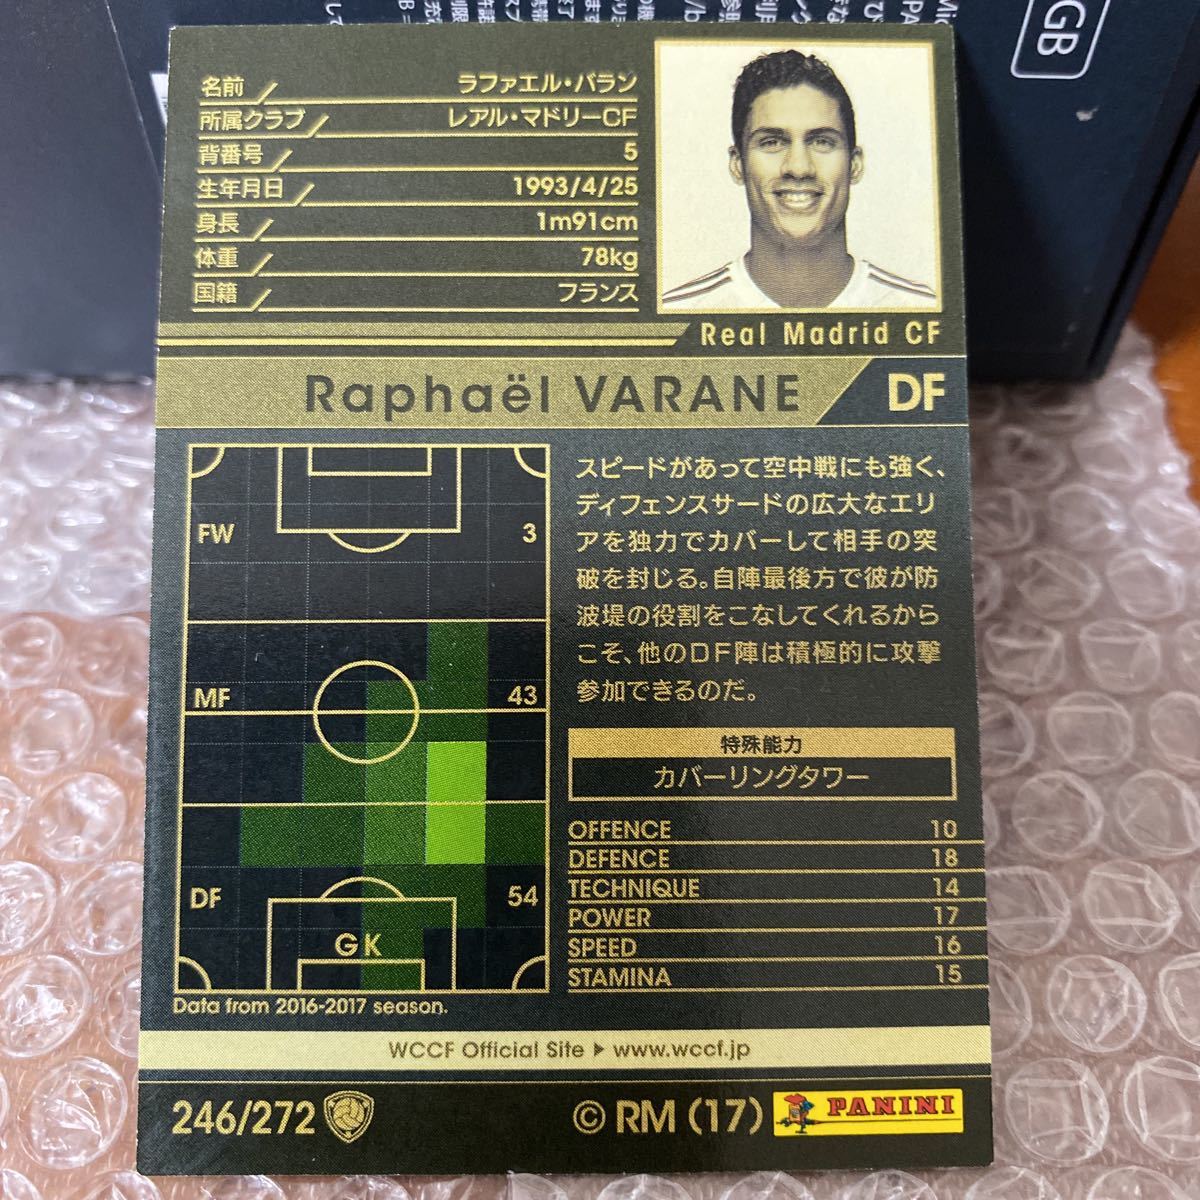 GB
名前 ラファエル・バラン
所属クラブ レアル・マドリーCF
背番号 5
生年月日 1993/4/25
身長 1m91cm
体重 78kg
国籍 フランス
Real Madrid CF
Raphaël VARANE DF
FW 3
MF 43
DF 54
GK
Data from 2016-2017 season.
スピードがあって空中戦にも強く、
ディフェンスサードの広大なエリ
アを独力でカバーして相手の突
破を封じる。自陣最後方で彼が防
波堤の役割をこなしてくれるから
こそ、他のDF陣は積極的に攻撃
参加できるのだ。
特殊能力
カバーリングタワー
OFFENCE 10
DEFENCE 18
TECHNIQUE 14
POWER 17
SPEED 16
STAMINA 15
WCCF Official Site ▶ www.wccf.jp
246/272
© RM (17) PANINI